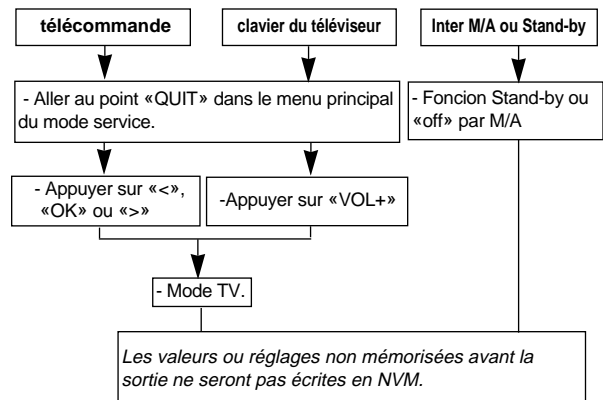 télécommande
clavier du téléviseur
Inter M/A ou Stand-by
- Aller au point «QUIT» dans le menu principal
du mode service.
- Foncion Stand-by ou
«off» par M/A
- Appuyer sur «<»,
«OK» ou «>»
-Appuyer sur «VOL+»
- Mode TV.
Les valeurs ou réglages non mémorisées avant la
sortie ne seront pas écrites en NVM.